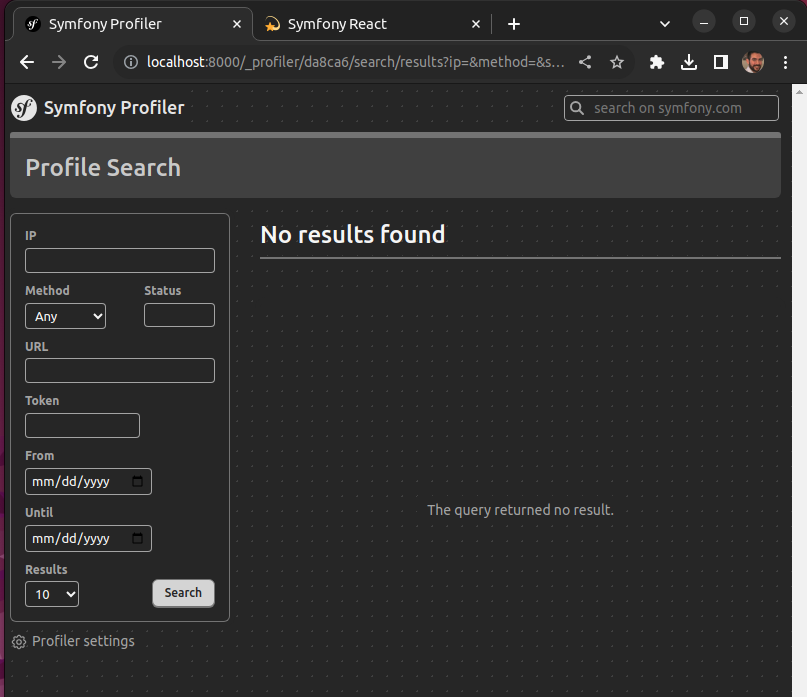 Symfony Profiler
Symfony React
localhost:8000/_profiler/da8ca6/search/results?ip=&method=&s...
sf Symfony Profiler
search on symfony.com
Profile Search
IP
Method Status
Any
URL
Token
From
mm/dd/yyyy
Until
mm/dd/yyyy
Results
10 Search
Profiler settings
No results found
The query returned no result.